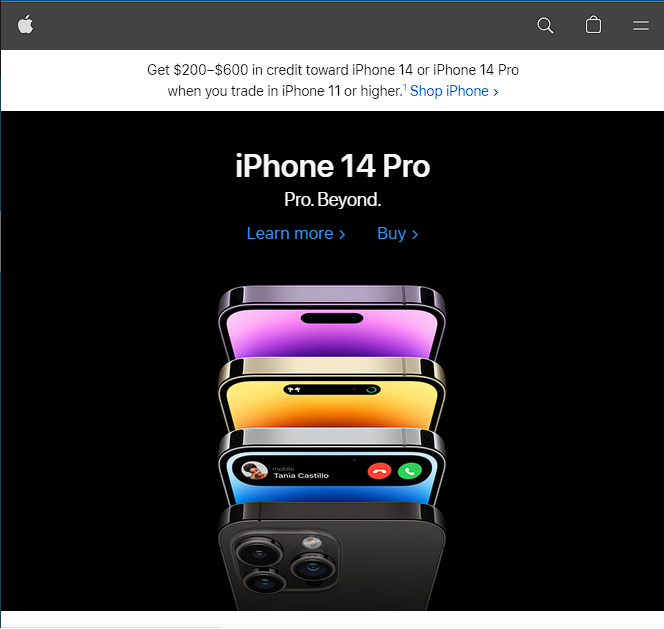 Get $200–$600 in credit toward iPhone 14 or iPhone 14 Pro
when you trade in iPhone 11 or higher.¹ Shop iPhone >
iPhone 14 Pro
Pro. Beyond.
Learn more > Buy >
mobile
Tania Castillo